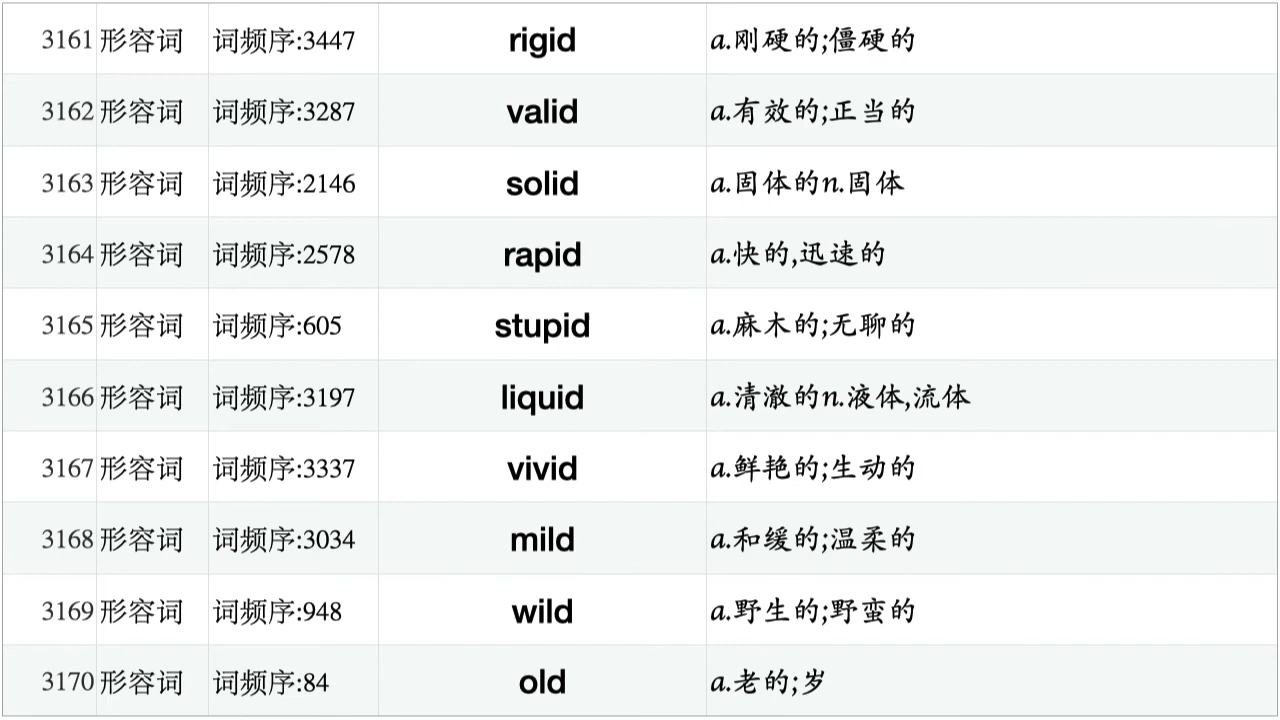 3161 形容词 词频序:3447 rigid a.刚硬的;僵硬的
3162 形容词 词频序:3287 valid a.有效的;正当的
3163 形容词 词频序:2146 solid a.固体的n.固体
3164 形容词 词频序:2578 rapid a.快的,迅速的
3165 形容词 词频序:605 stupid a.麻木的;无聊的
3166 形容词 词频序:3197 liquid a.清澈的n.液体,流体
3167 形容词 词频序:3337 vivid a.鲜艳的;生动的
3168 形容词 词频序:3034 mild a.和缓的;温柔的
3169 形容词 词频序:948 wild a.野生的;野蛮的
3170 形容词 词频序:84 old a.老的;岁